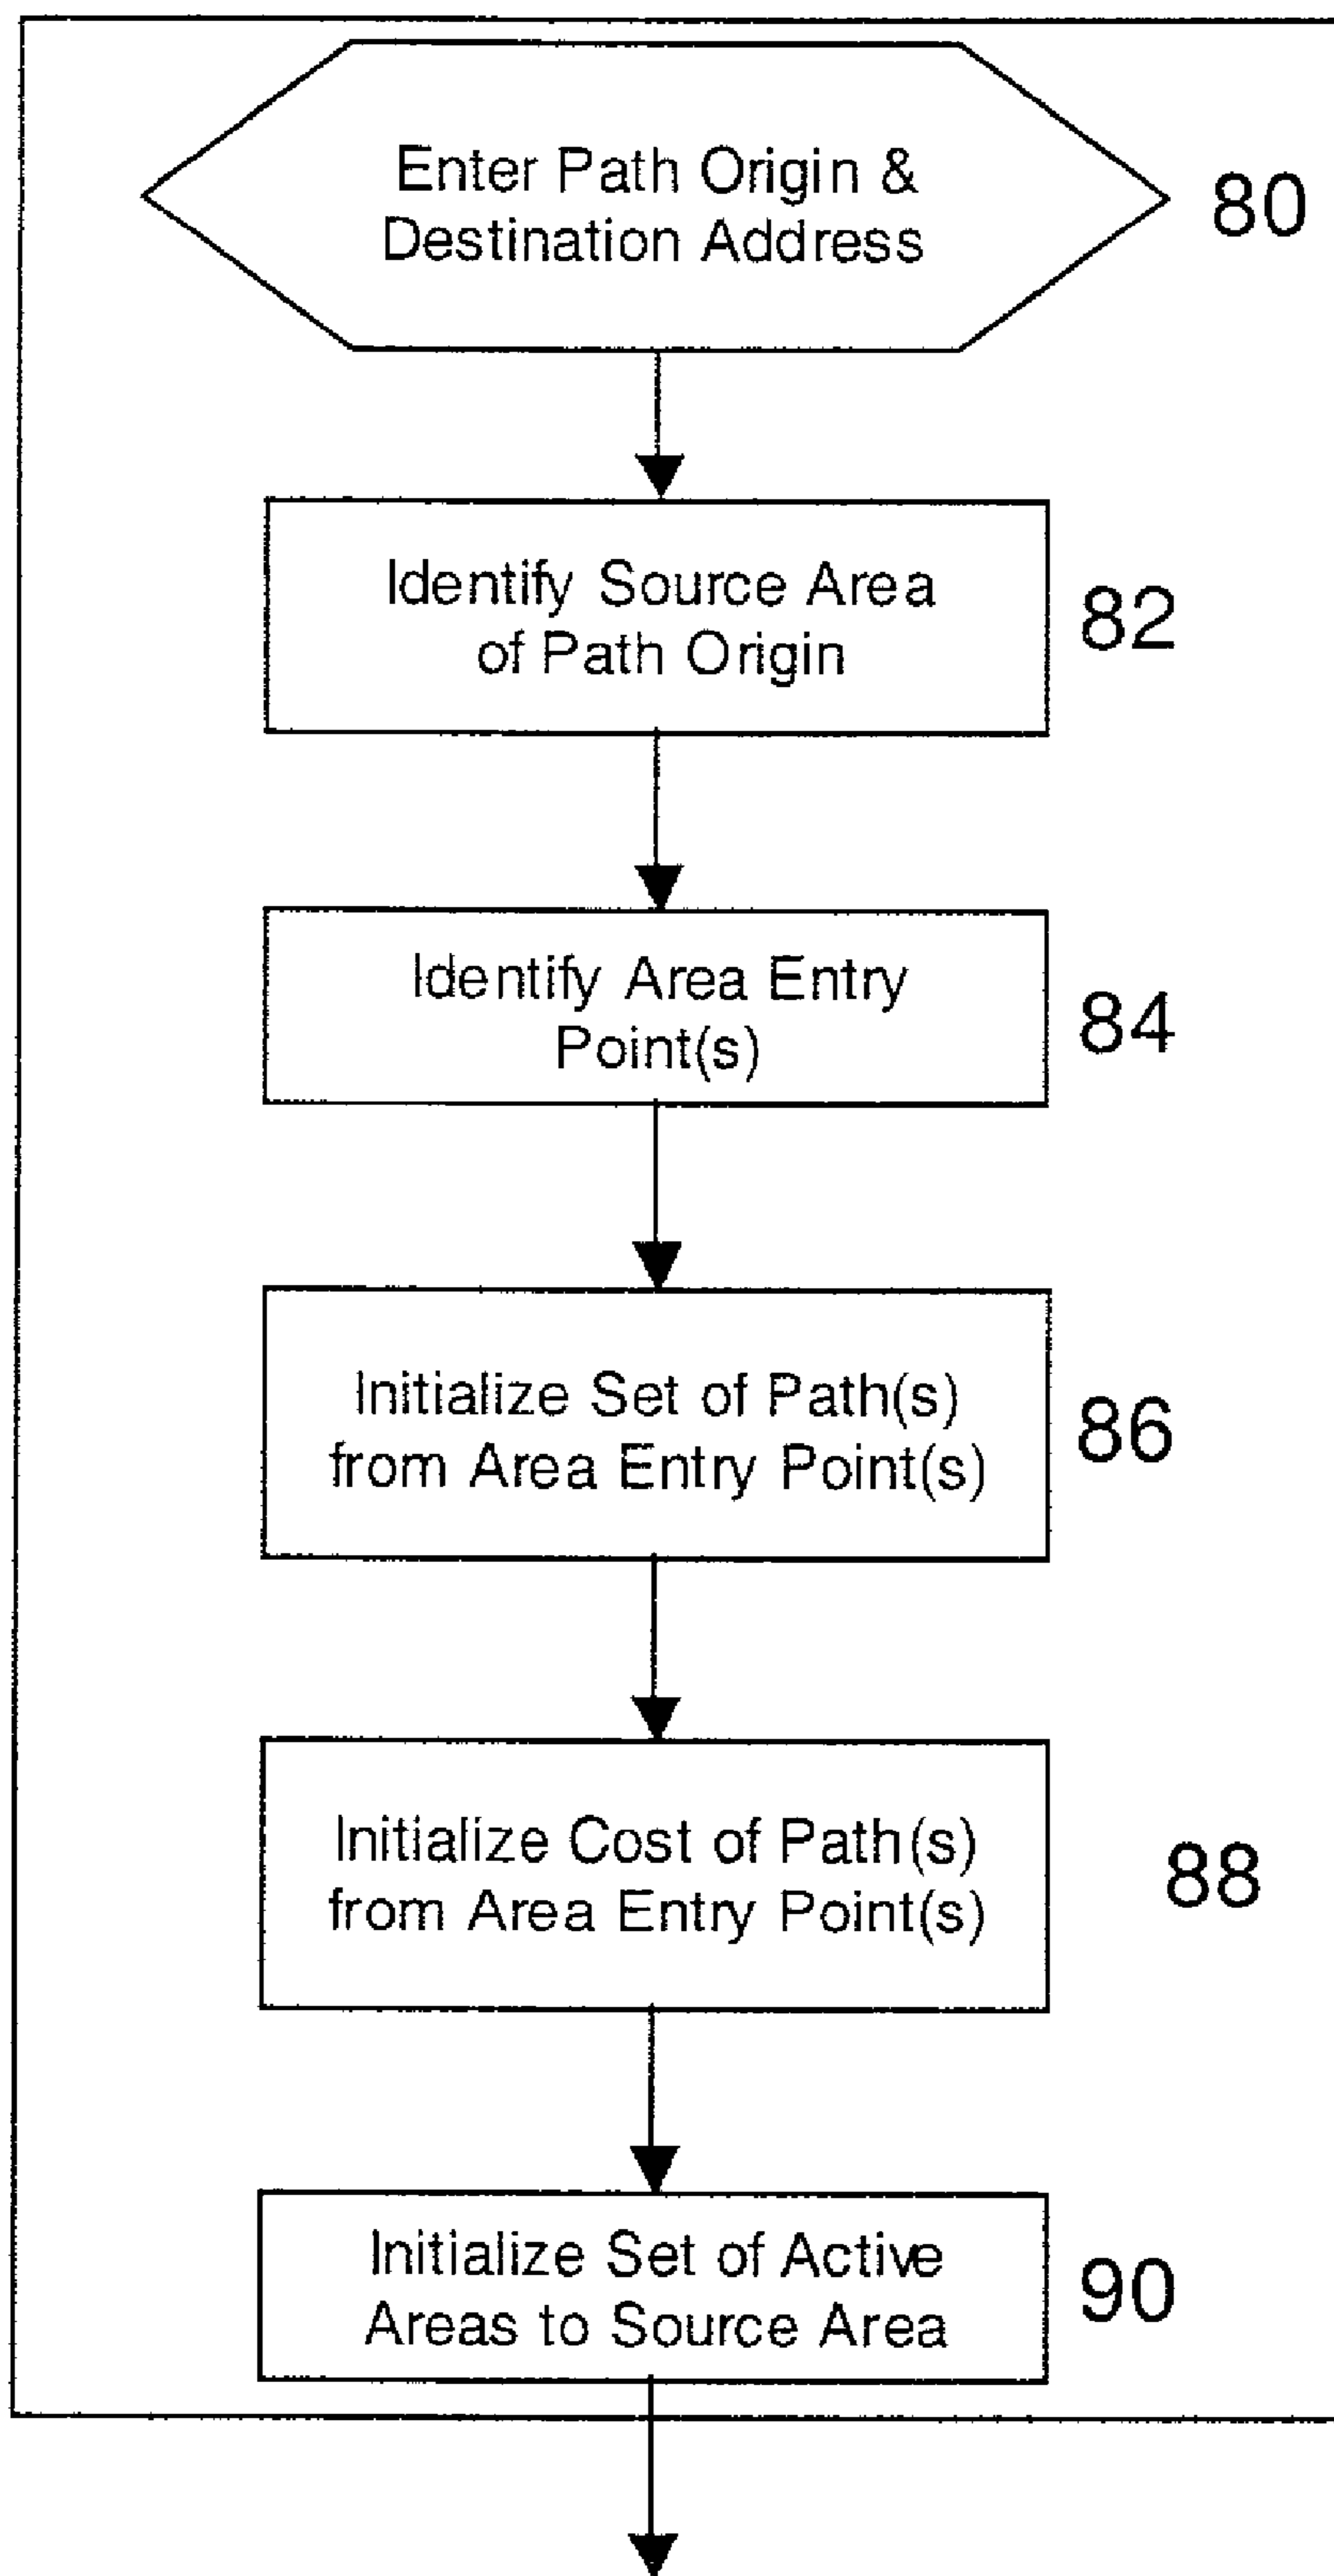 Enter Path Origin &
Destination Address
80
Identify Source Area
of Path Origin
82
Identify Area Entry
Point(s)
84
Initialize Set of Path(s)
from Area Entry Point(s)
86
Initialize Cost of Path(s)
from Area Entry Point(s)
88
Initialize Set of Active
Areas to Source Area
90